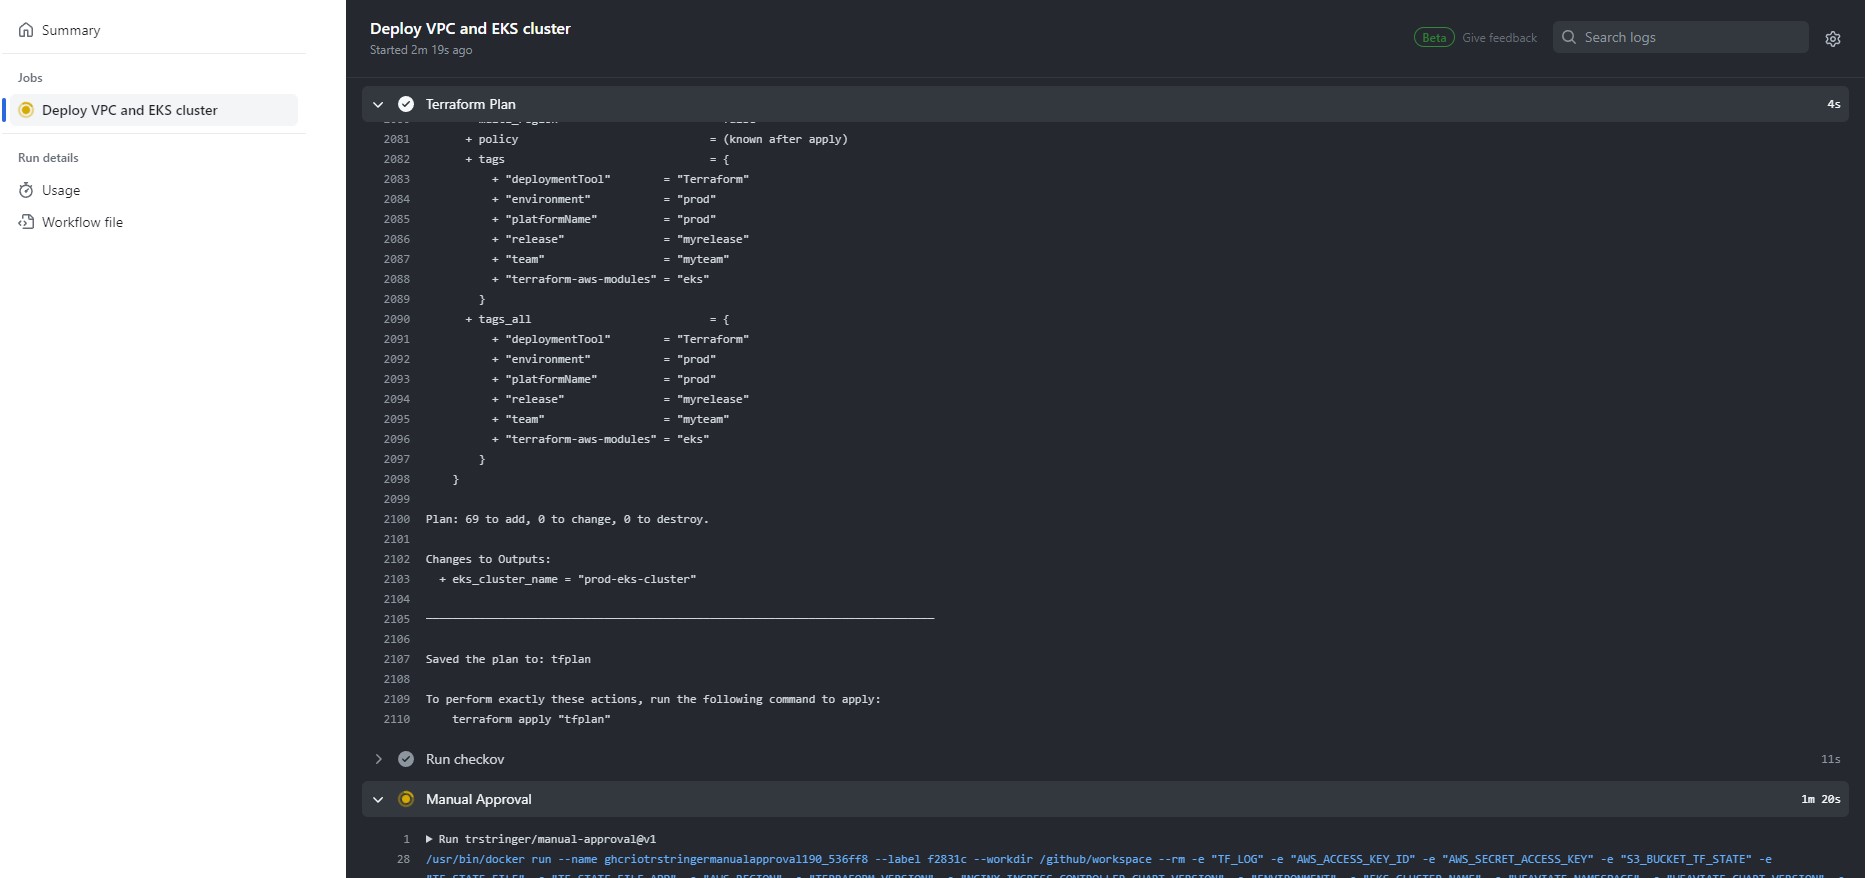 Summary
Jobs
Deploy VPC and EKS cluster
Run details
Usage
Workflow file
Deploy VPC and EKS cluster
Started 2m 19s ago
Beta Give feedback
Search logs
Terraform Plan 4s
2081 + policy = (known after apply)
2082 + tags = {
2083 + "deploymentTool" = "Terraform"
2084 + "environment" = "prod"
2085 + "platformName" = "prod"
2086 + "release" = "myrelease"
2087 + "team" = "myteam"
2088 + "terraform-aws-modules" = "eks"
2089 }
2090 + tags_all = {
2091 + "deploymentTool" = "Terraform"
2092 + "environment" = "prod"
2093 + "platformName" = "prod"
2094 + "release" = "myrelease"
2095 + "team" = "myteam"
2096 + "terraform-aws-modules" = "eks"
2097 }
2098 }
2099
2100 Plan: 69 to add, 0 to change, 0 to destroy.
2101
2102 Changes to Outputs:
2103 + eks_cluster_name = "prod-eks-cluster"
2104
2105
2106
2107 Saved the plan to: tfplan
2108
2109 To perform exactly these actions, run the following command to apply:
2110 terraform apply "tfplan"
Run checkov 11s
Manual Approval 1m 20s
1 Run trstringer/manual-approval@v1
28 /usr/bin/docker run --name ghcriotrstringermanualapproval190_536ff8 --label f2831c --workdir /github/workspace --rm -e "TF_LOG" -e "AWS_ACCESS_KEY_ID" -e "AWS_SECRET_ACCESS_KEY" -e "S3_BUCKET_TF_STATE" -e